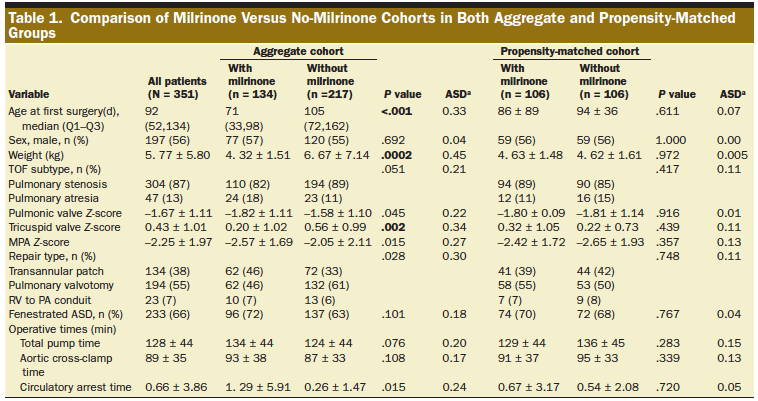 Table 1. Comparison of Milrinone Versus No-Milrinone Cohorts in Both Aggregate and Propensity-Matched
Groups
Aggregate cohort Propensity-matched cohort
With Without With Without
All patients milrinone milrinone milrinone milrinone
Variable (N = 351) (n = 134) (n =217) P value ASDa (n = 106) (n = 106) P value ASDa
Age at first surgery(d), 92 71 105 <.001 0.33 86 ± 89 94 ± 36 .611 0.07
median (Q1–Q3) (52,134) (33,98) (72,162)
Sex, male, n (%) 197 (56) 77 (57) 120 (55) .692 0.04 59 (56) 59 (56) 1.000 0.00
Weight (kg) 5. 77 ± 5.80 4. 32 ± 1.51 6. 67 ± 7.14 .0002 0.45 4. 63 ± 1.48 4. 62 ± 1.61 .972 0.005
TOF subtype, n (%) .051 0.21 .417 0.11
Pulmonary stenosis 304 (87) 110 (82) 194 (89) 94 (89) 90 (85)
Pulmonary atresia 47 (13) 24 (18) 23 (11) 12 (11) 16 (15)
Pulmonic valve Z-score –1.67 ± 1.11 –1.82 ± 1.11 –1.58 ± 1.10 .045 0.22 –1.80 ± 0.09 –1.81 ± 1.14 .916 0.01
Tricuspid valve Z-score 0.43 ± 1.01 0.20 ± 1.02 0.56 ± 0.99 .002 0.34 0.32 ± 1.05 0.22 ± 0.73 .439 0.11
MPA Z-score –2.25 ± 1.97 –2.57 ± 1.69 –2.05 ± 2.11 .015 0.27 –2.42 ± 1.72 –2.65 ± 1.93 .357 0.13
Repair type, n (%) .028 0.30 .748 0.11
Transannular patch 134 (38) 62 (46) 72 (33) 41 (39) 44 (42)
Pulmonary valvotomy 194 (55) 62 (46) 132 (61) 58 (55) 53 (50)
RV to PA conduit 23 (7) 10 (7) 13 (6) 7 (7) 9 (8)
Fenestrated ASD, n (%) 233 (66) 96 (72) 137 (63) .101 0.18 74 (70) 72 (68) .767 0.04
Operative times (min)
Total pump time 128 ± 44 134 ± 44 124 ± 44 .076 0.20 129 ± 44 136 ± 45 .283 0.15
Aortic cross-clamp 89 ± 35 93 ± 38 87 ± 33 .108 0.17 91 ± 37 95 ± 33 .339 0.13
time
Circulatory arrest time 0.66 ± 3.86 1. 29 ± 5.91 0.26 ± 1.47 .015 0.24 0.67 ± 3.17 0.54 ± 2.08 .720 0.05